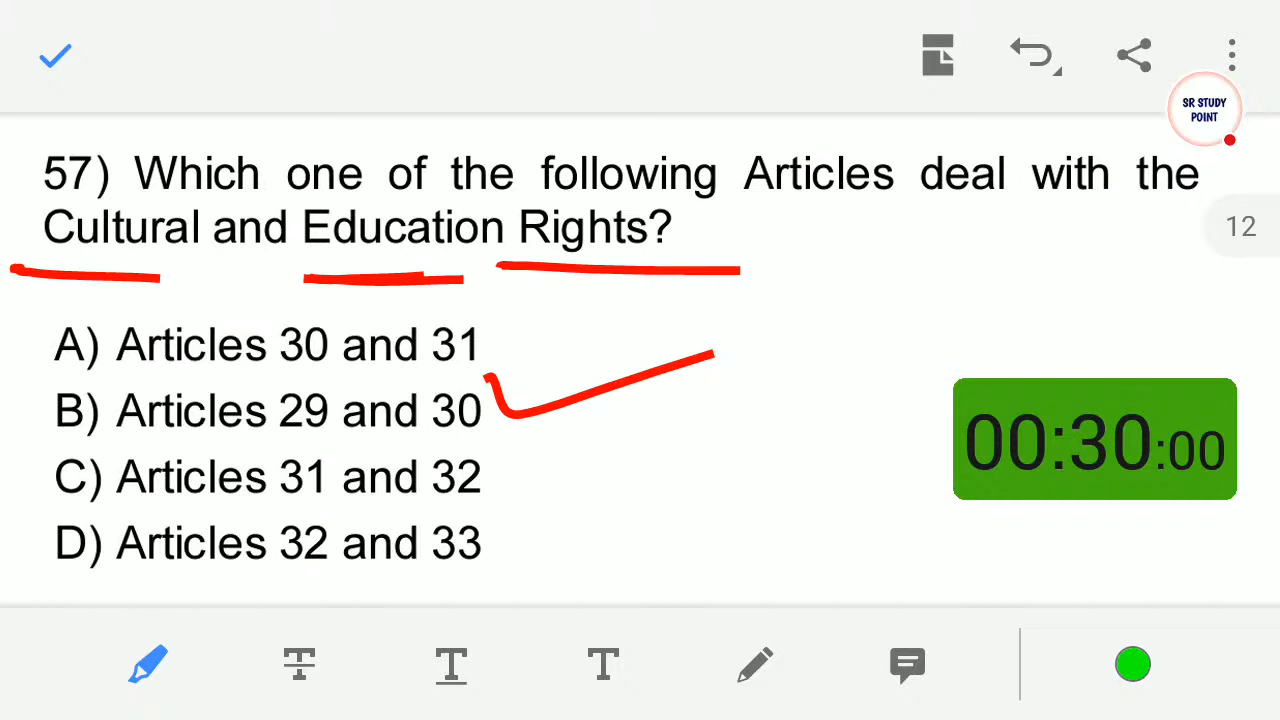 SR STUDY
POINT
57) Which one of the following Articles deal with the
Cultural and Education Rights?
12
A) Articles 30 and 31
B) Articles 29 and 30
C) Articles 31 and 32
D) Articles 32 and 33
00:30:00
T
T
T